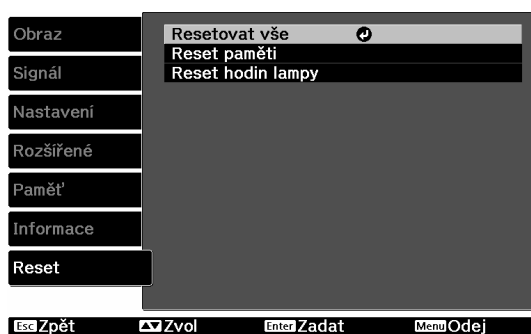 Obraz
Signál
Nastavení
Rozšířené
Paměť
Informace
Reset
Resetovat vše
Reset paměti
Reset hodin lampy
Esc Zpět Zvol Enter Zadat Menu Odej